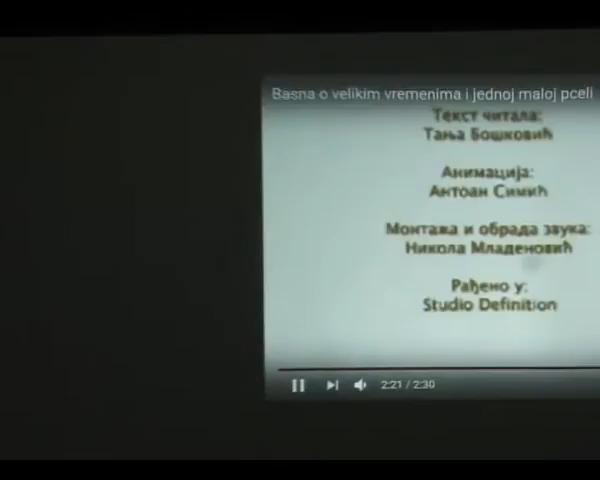 Basna o velikim vremenima i jednoj maloj pceli
Текст читала:
Тања Бошковић
Анимација:
Антоан Симић
Монтажа и обрада звука:
Никола Младеновић
Рађено у:
Studio Definition
2:21 / 2:30